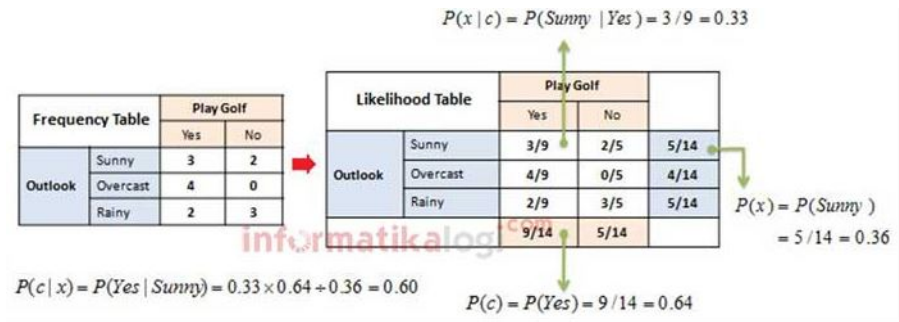 P(x | c) = P(Sunny | Yes) = 3 / 9 = 0.33
Frequency Table
Play Golf
Yes No
Outlook
Sunny 3 2
Overcast 4 0
Rainy 2 3
Likelihood Table
Play Golf
Yes No
Outlook
Sunny 3/9 2/5 5/14
Overcast 4/9 0/5 4/14
Rainy 2/9 3/5 5/14
9/14 5/14
informatikalogi.com
P(x) = P(Sunny)
= 5 / 14 = 0.36
P(c | x) = P(Yes | Sunny) = 0.33 × 0.64 ÷ 0.36 = 0.60
P(c) = P(Yes) = 9 / 14 = 0.64